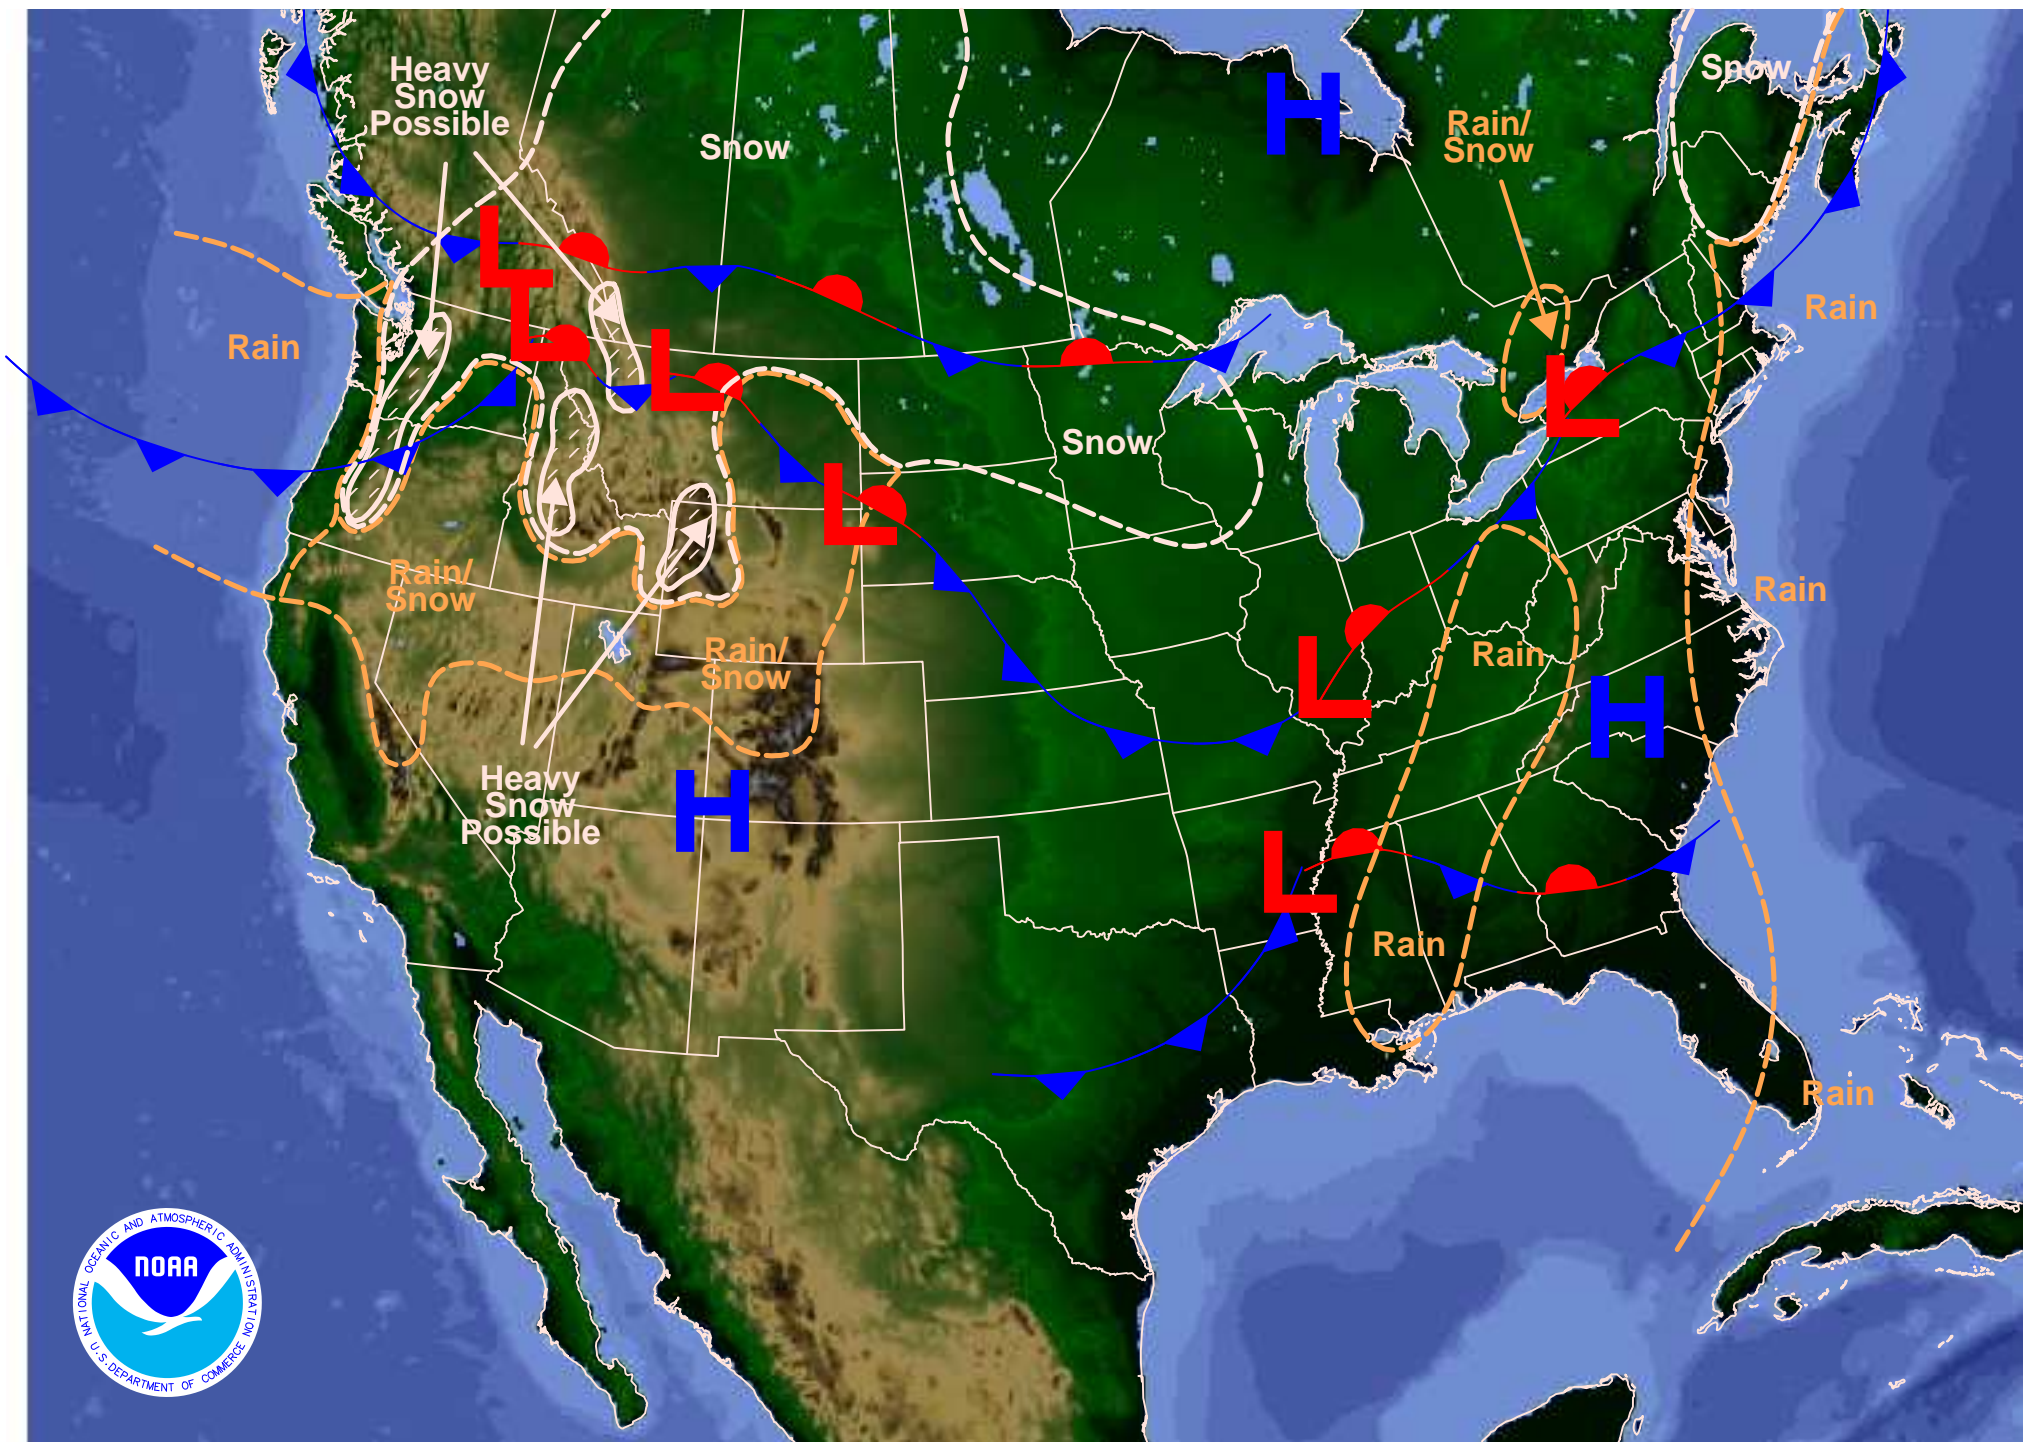 Heavy
Snow
Possible
Snow
H
Rain/
Snow
Snow
L
L
L
Rain
Rain
L
Snow
L
Rain/
Snow
Rain
Rain/
Snow
Rain
L
H
Heavy
Snow
Possible
H
L
Rain
Rain
NATIONAL OCEANIC AND ATMOSPHERIC ADMINISTRATION
NOAA
U.S. DEPARTMENT OF COMMERCE